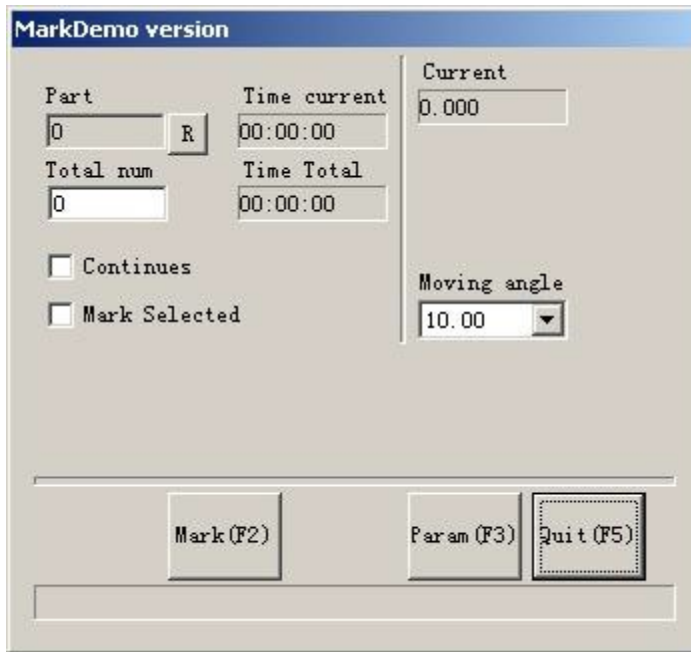 MarkDemo version
Part
0
R
Time current
00:00:00
Total num
0
Time Total
00:00:00
Continues
Mark Selected
Current
0.000
Moving angle
10.00
Mark(F2)
Param(F3)
Quit(F5)